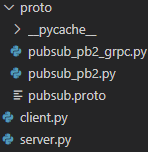 proto
__pycache__
pubsub_pb2_grpc.py
pubsub_pb2.py
pubsub.proto
client.py
server.py